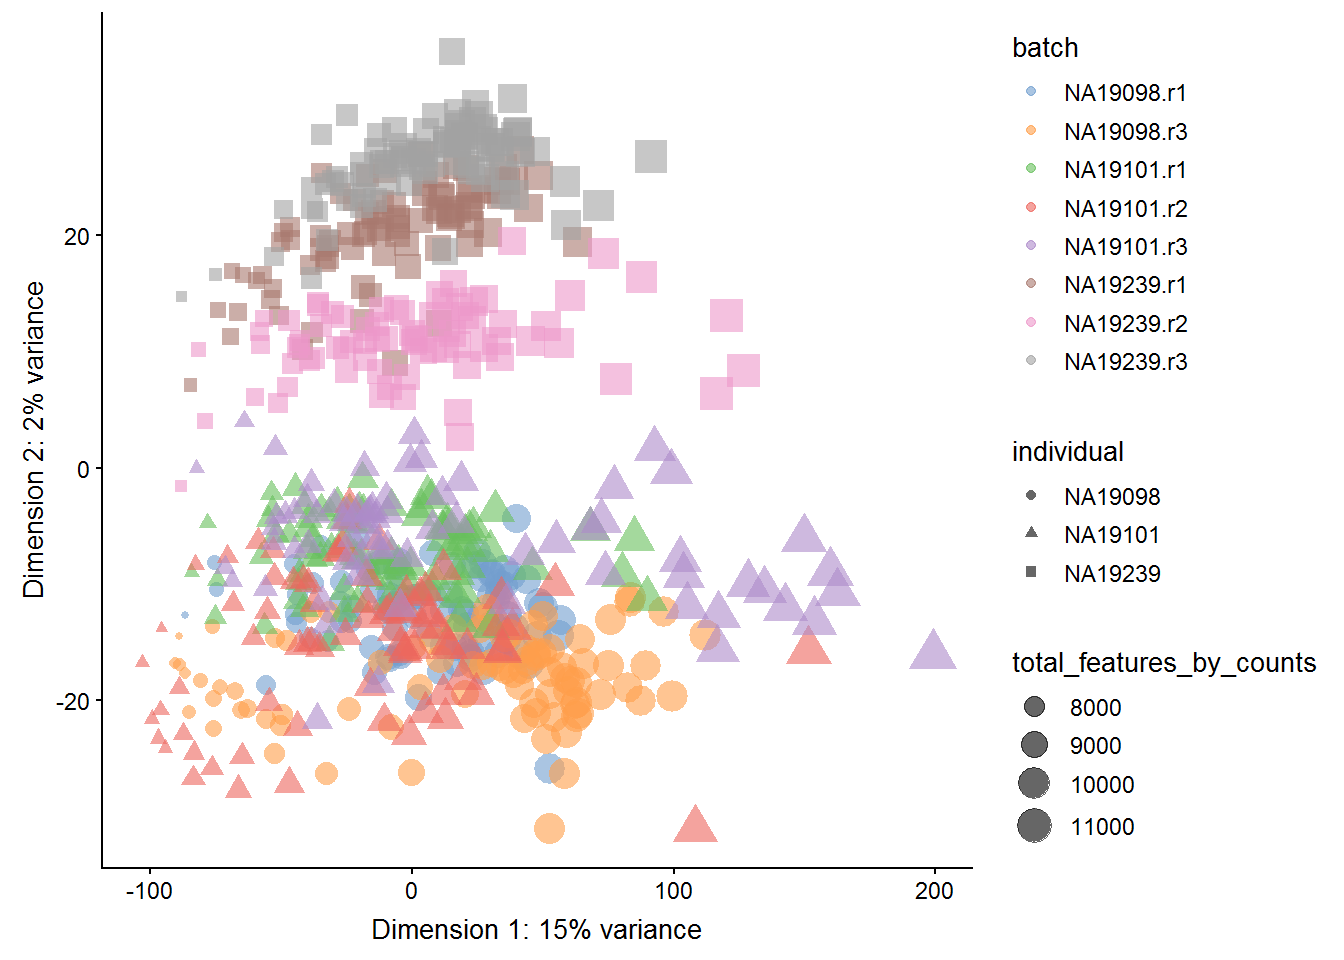 20
0
-20
-100
0
100
200
Dimension 1: 15% variance
Dimension 2: 2% variance
batch
NA19098.r1
NA19098.r3
NA19101.r1
NA19101.r2
NA19101.r3
NA19239.r1
NA19239.r2
NA19239.r3
individual
NA19098
NA19101
NA19239
total_features_by_counts
8000
9000
10000
11000